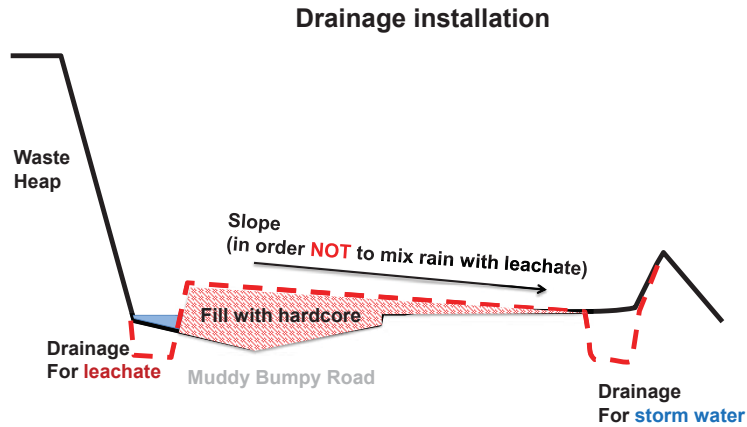 Drainage installation
Waste
Heap
Slope
(in order NOT to mix rain with leachate)
Fill with hardcore
Drainage
For leachate
Muddy Bumpy Road
Drainage
For storm water